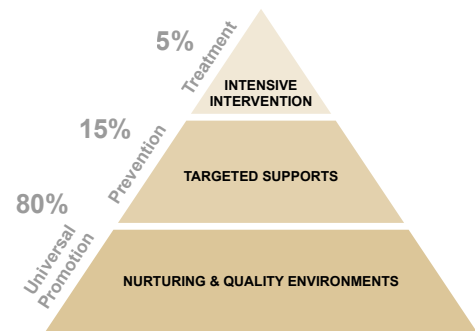 5%
Treatment
INTENSIVE
INTERVENTION
15%
Prevention
TARGETED SUPPORTS
80%
Universal
Promotion
NURTURING & QUALITY ENVIRONMENTS